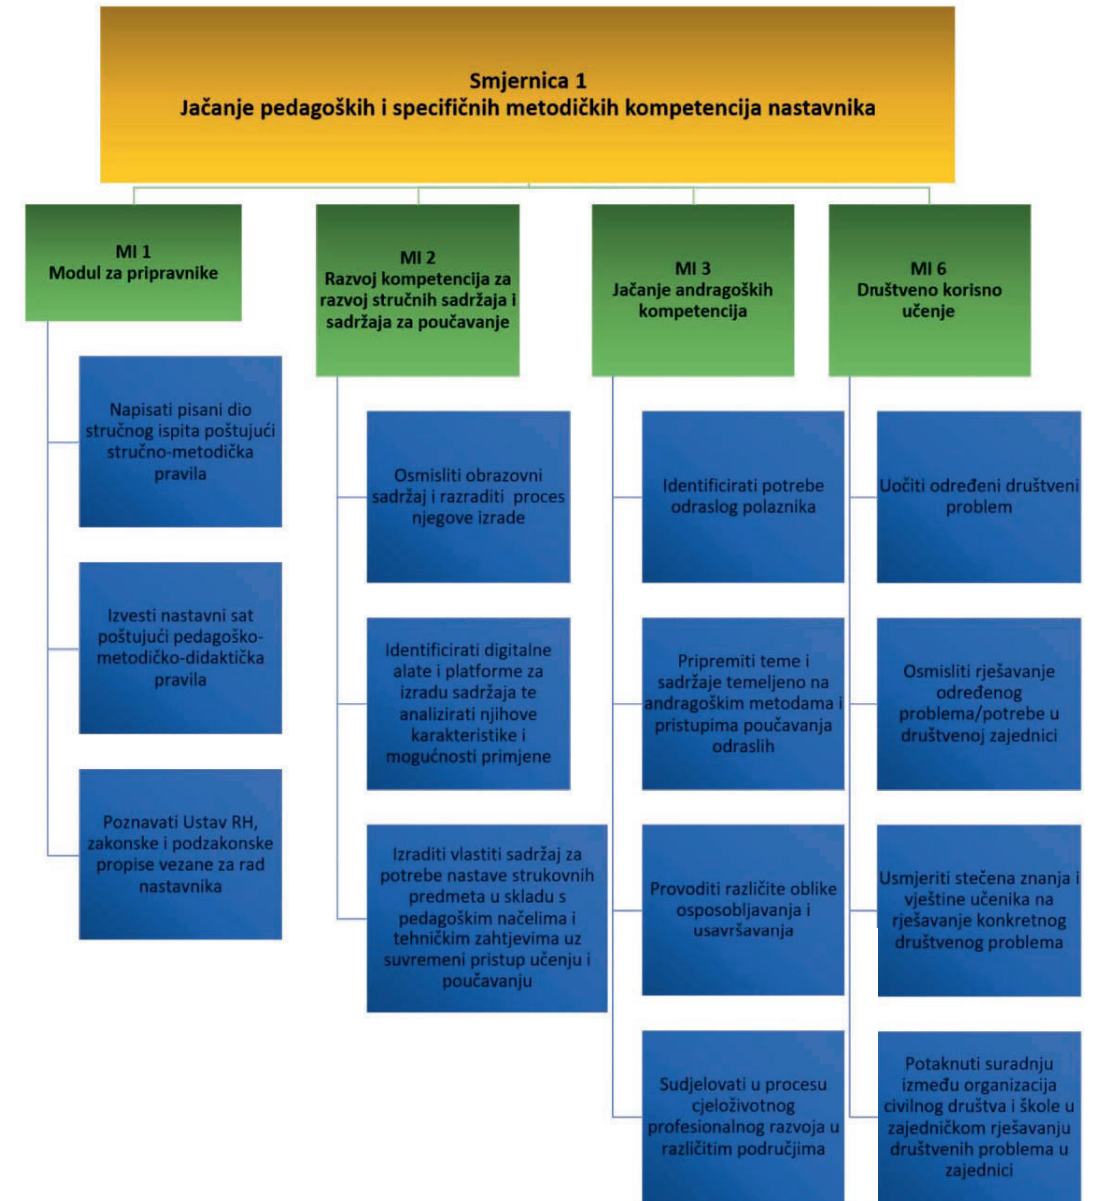 Smjernica 1
Jačanje pedagoških i specifičnih metodičkih kompetencija nastavnika
MI 1
Modul za pripravnike
Napisati pisani dio
stručnog ispita poštujući
stručno-metodička
pravila
Izvesti nastavni sat
poštujući pedagoško-
metodičko-didaktička
pravila
Poznavati Ustav RH,
zakonske i podzakonske
propise vezane za rad
nastavnika
MI 2
Razvoj kompetencija za
razvoj stručnih sadržaja i
sadržaja za poučavanje
Osmisliti obrazovni
sadržaj i razraditi proces
njegove izrade
Identificirati digitalne
alate i platforme za
izradu sadržaja te
analizirati njihove
karakteristike i
mogućnosti primjene
Izraditi vlastiti sadržaj za
potrebe nastave strukovnih
predmeta u skladu s
pedagoškim načelima i
tehničkim zahtjevima uz
suvremeni pristup učenju i
poučavanju
MI 3
Jačanje andragoških
kompetencija
Identificirati potrebe
odraslog polaznika
Pripremiti teme i
sadržaje temeljeno na
andragoškim metodama i
pristupima poučavanja
odraslih
Provoditi različite oblike
osposobljavanja i
usavršavanja
Sudjelovati u procesu
cjeloživotnog
profesionalnog razvoja u
različitim područjima
MI 6
Društveno korisno
učenje
Uočiti određeni društveni
problem
Osmisliti rješavanje
određenog
problema/potrebe u
društvenoj zajednici
Usmjeriti stečena znanja i
vještine učenika na
rješavanje konkretnog
društvenog problema
Potaknuti suradnju
između organizacija
civilnog društva i škole u
zajedničkom rješavanju
društvenih problema u
zajednici